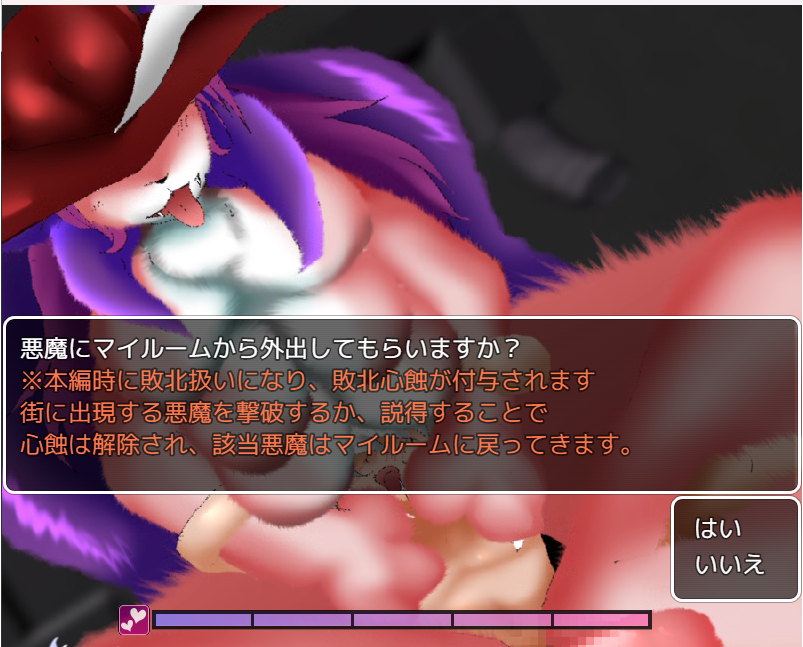 悪魔にマイルームから外出してもらいますか？
※本編時に敗北扱いになり、敗北心蝕が付与されます
街に出現する悪魔を撃破するか、説得することで
心蝕は解除され、該当悪魔はマイルームに戻ってきます。
はい
いいえ